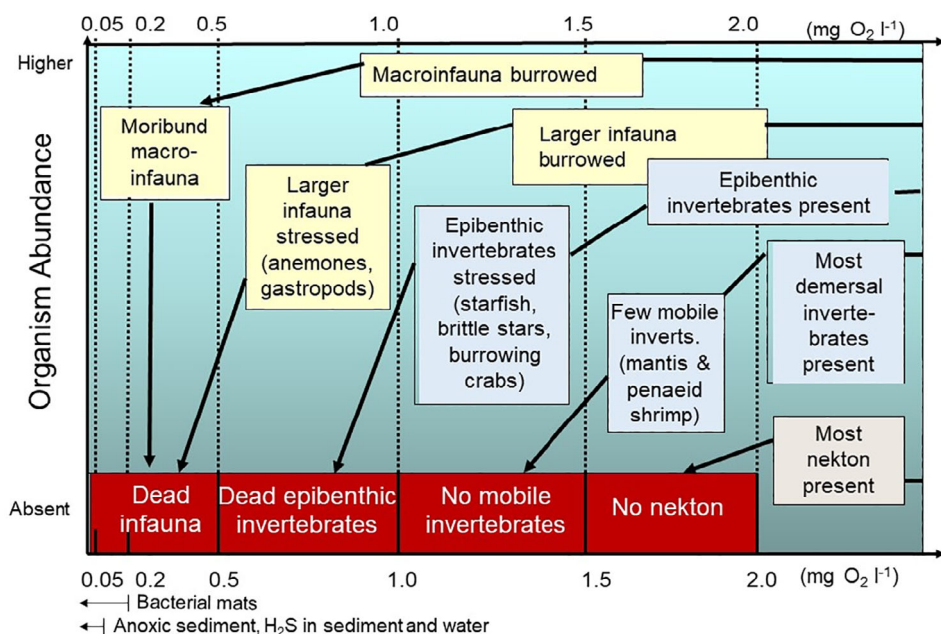 0.05 0.2 0.5 1.0 1.5 2.0 (mg O₂ l⁻¹)
Higher
Macroinfauna burrowed
Moribund
macro-
infauna
Larger infauna
burrowed
Larger
infauna
stressed
(anemones,
gastropods)
Epibenthic
invertebrates present
Epibenthic
invertebrates
stressed
(starfish,
brittle stars,
burrowing
crabs)
Most
demersal
inverte-
brates
present
Few mobile
inverts.
(mantis &
penaeid
shrimp)
Most
nekton
present
Organism Abundance
Absent
Dead
infauna
Dead epibenthic
invertebrates
No mobile
invertebrates
No nekton
0.05 0.2 0.5 1.0 1.5 2.0 (mg O₂ l⁻¹)
Bacterial mats
Anoxic sediment, H₂S in sediment and water